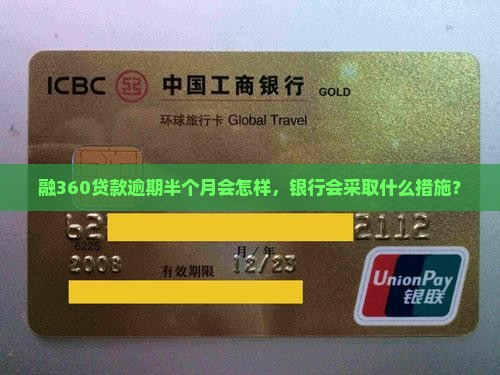 ICBC 中国工商银行 GOLD
环球旅行卡 Global Travel
融360贷款逾期半个月会怎样，银行会采取什么措施？
62 2112
6225
月/年
2008 有效期限 12/23
UnionPay
银联